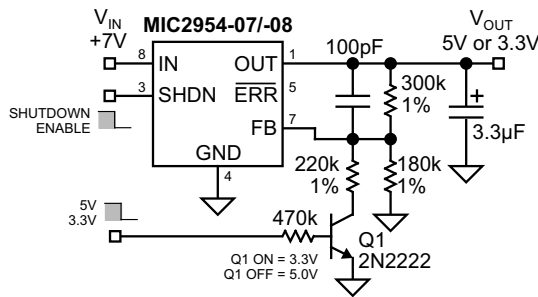 V_IN
+7V
MIC2954-07/-08
V_OUT
5V or 3.3V
8
IN
OUT
1
100pF
300k
1%
3
SHDN
ERR
5
SHUTDOWN
ENABLE
FB
7
3.3µF
+
GND
4
220k
1%
180k
1%
5V
3.3V
470k
Q1
2N2222
Q1 ON = 3.3V
Q1 OFF = 5.0V